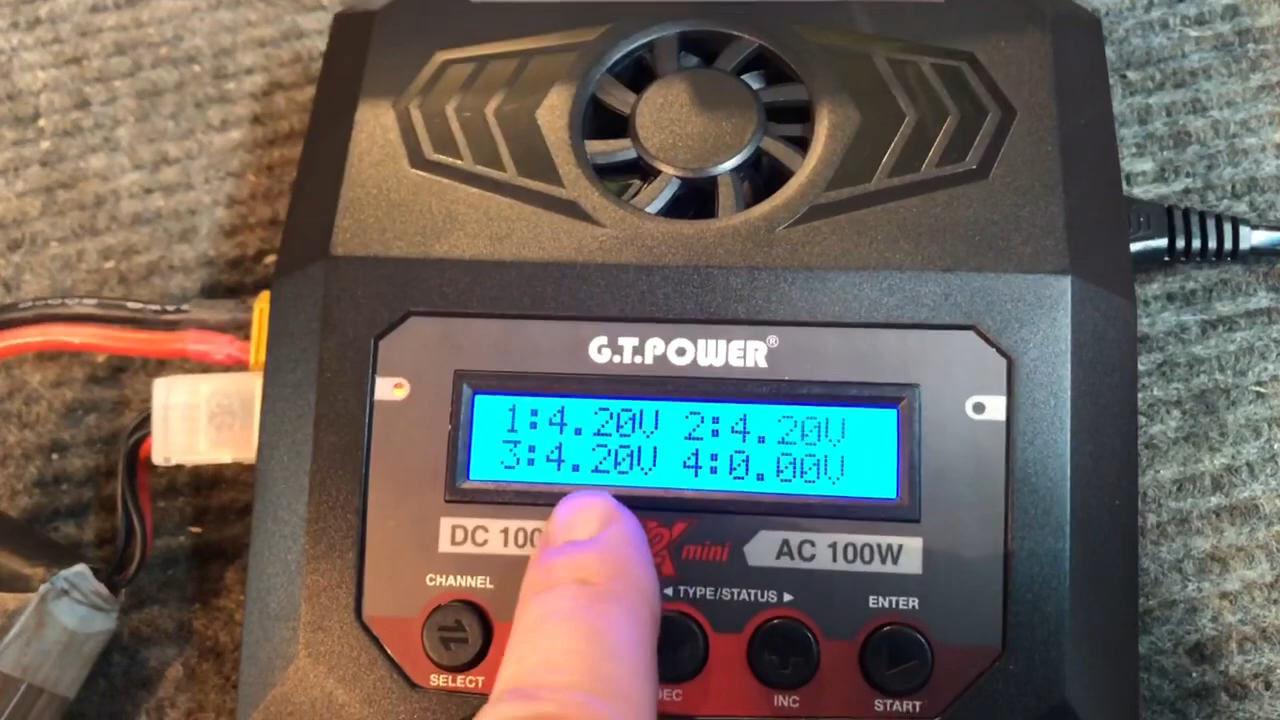 G.T.POWER®
1:4.20V 2:4.20V
3:4.20V 4:0.00V
DC 100
mini
AC 100W
CHANNEL
◄ TYPE/STATUS ►
ENTER
SELECT
DEC
INC
START